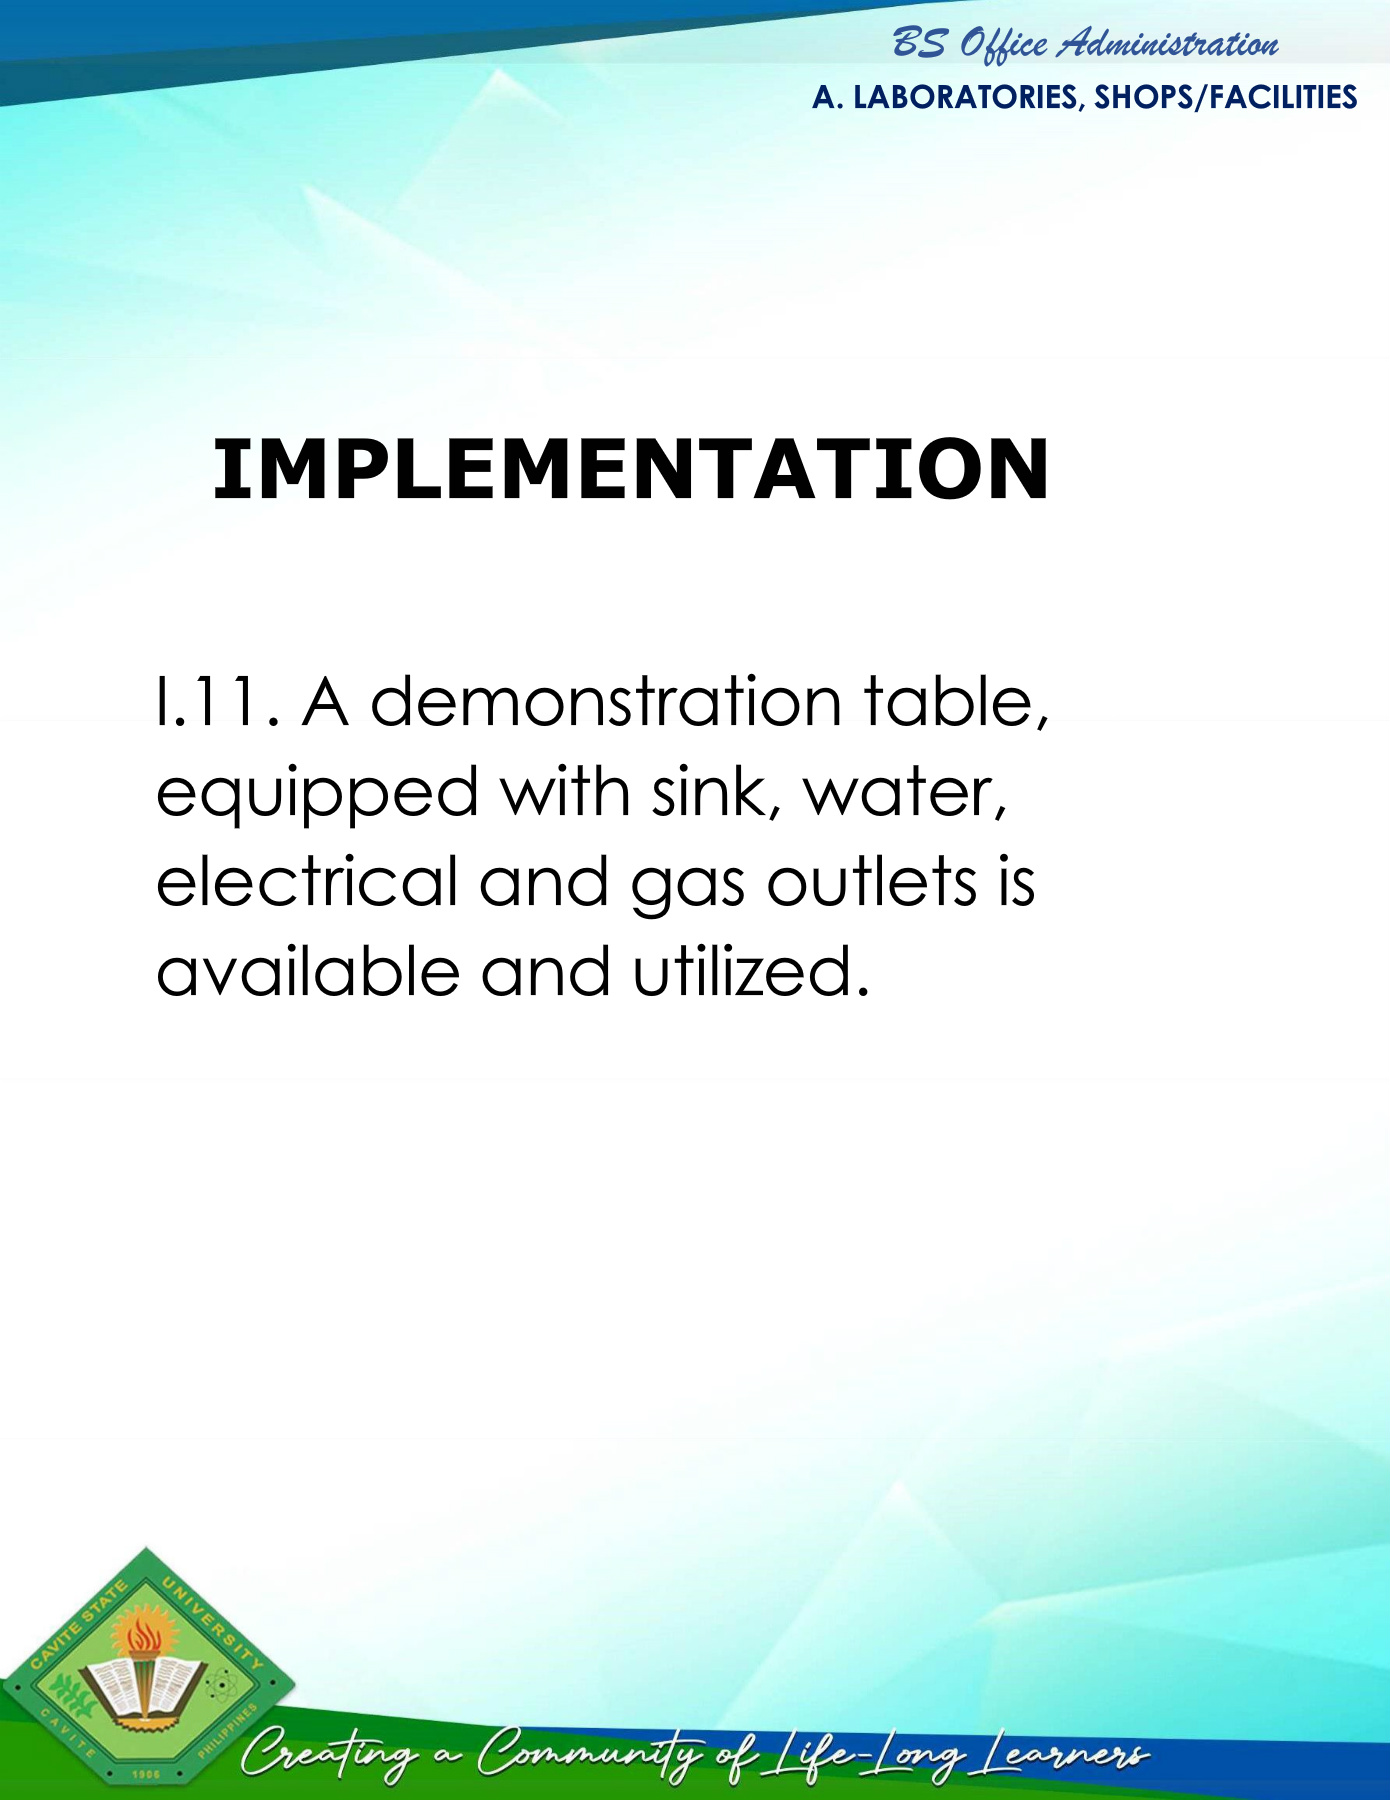 BS Office Administration
A. LABORATORIES, SHOPS/FACILITIES
IMPLEMENTATION
I.11. A demonstration table,
equipped with sink, water,
electrical and gas outlets is
available and utilized.
CAVITE STATE UNIVERSITY
CAVITE
1906
PHILIPPINES
Creating a Community of Life-Long Learners